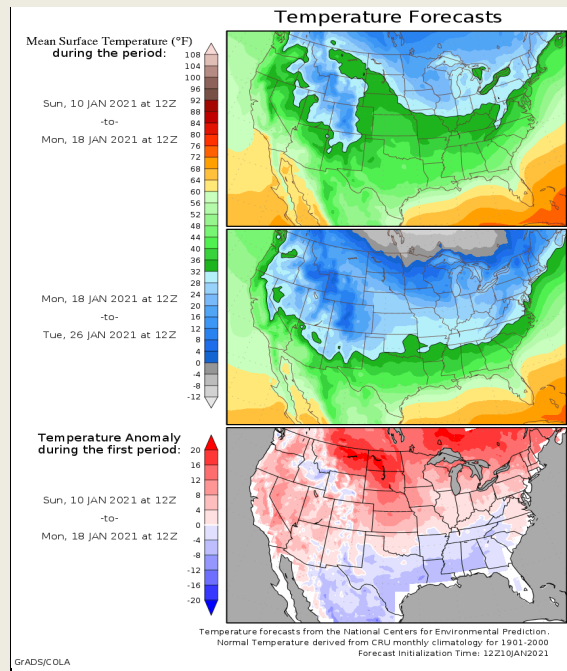 Temperature Forecasts
Mean Surface Temperature (°F)
during the period:
108
104
100
96
92
88
84
80
76
72
68
64
60
56
52
48
44
40
36
32
28
24
20
16
12
8
4
0
-4
-8
-12
Sun, 10 JAN 2021 at 12Z
-to-
Mon, 18 JAN 2021 at 12Z
Mon, 18 JAN 2021 at 12Z
-to-
Tue, 26 JAN 2021 at 12Z
Temperature Anomaly
during the first period:
20
16
12
8
4
0
-4
-8
-12
-16
-20
Sun, 10 JAN 2021 at 12Z
-to-
Mon, 18 JAN 2021 at 12Z
Temperature forecasts from the National Centers for Environmental Prediction.
Normal Temperature derived from CRU monthly climatology for 1901-2000
Forecast Initialization Time: 12Z10JAN2021
GrADS/COLA